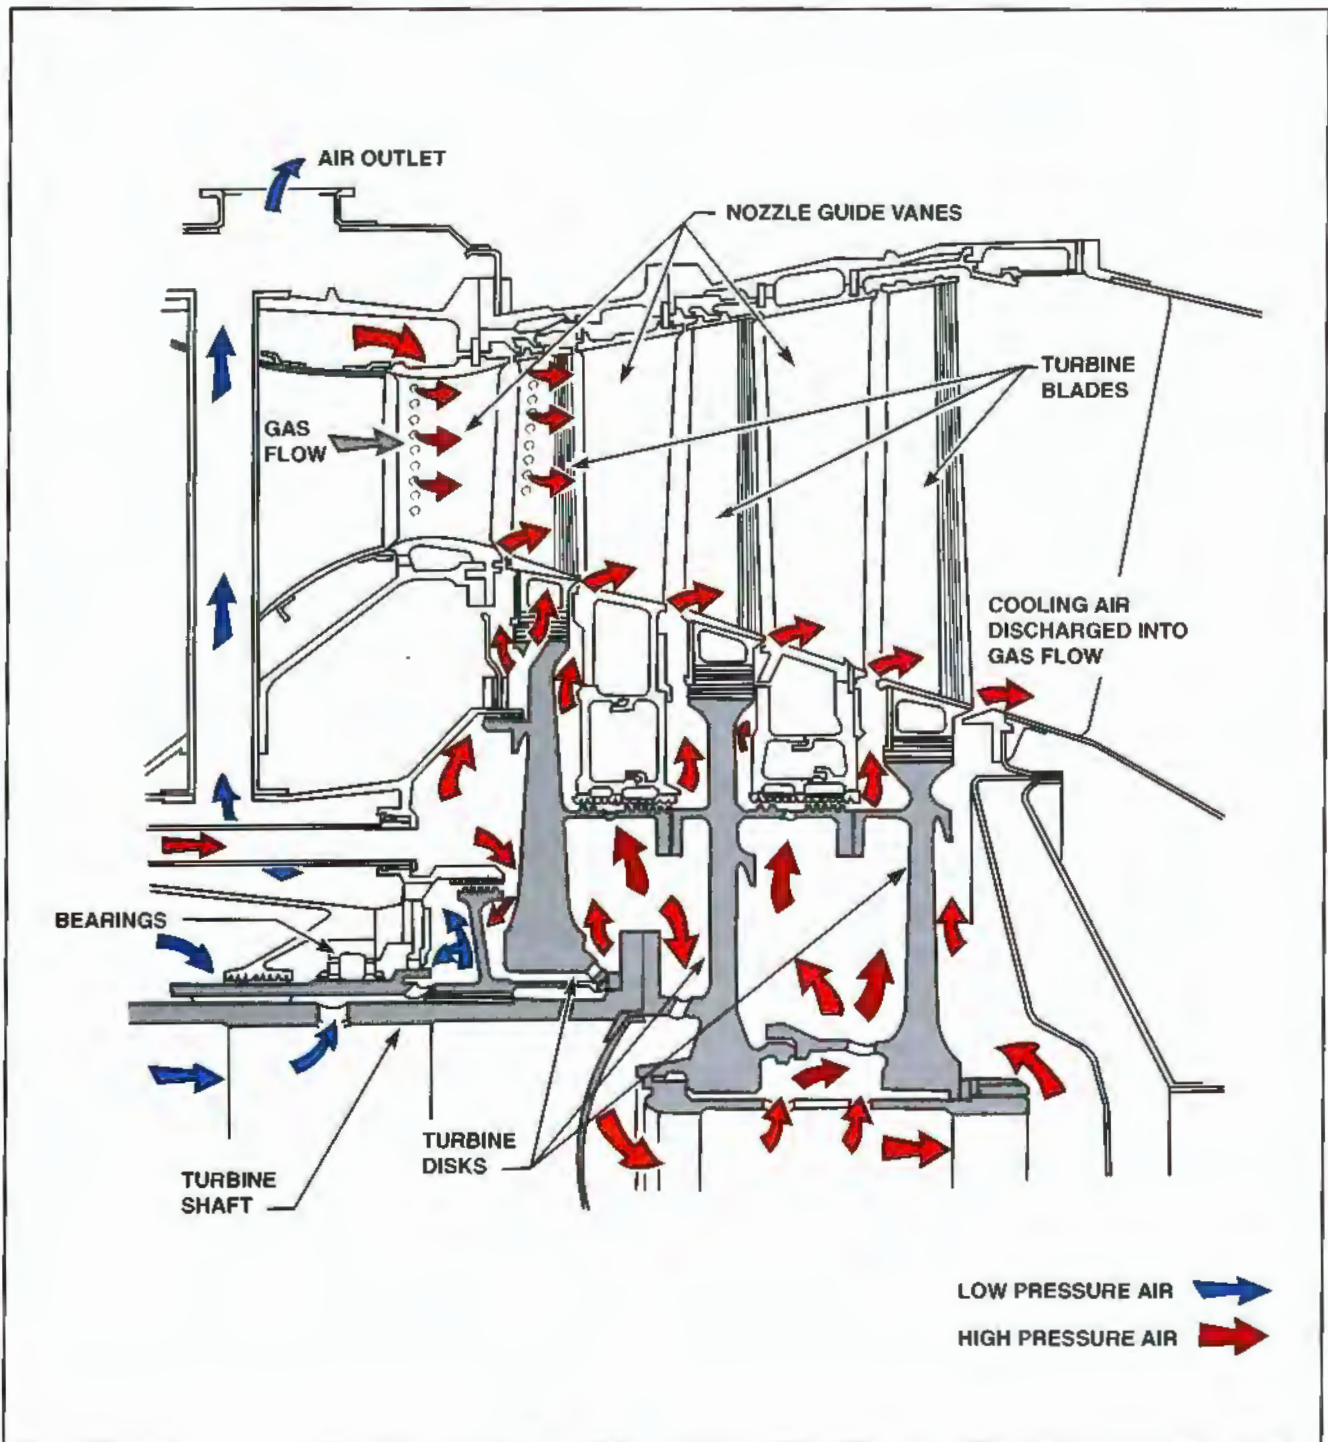 AIR OUTLET
NOZZLE GUIDE VANES
TURBINE
BLADES
GAS
FLOW
COOLING AIR
DISCHARGED INTO
GAS FLOW
BEARINGS
TURBINE
DISKS
TURBINE
SHAFT
LOW PRESSURE AIR
HIGH PRESSURE AIR